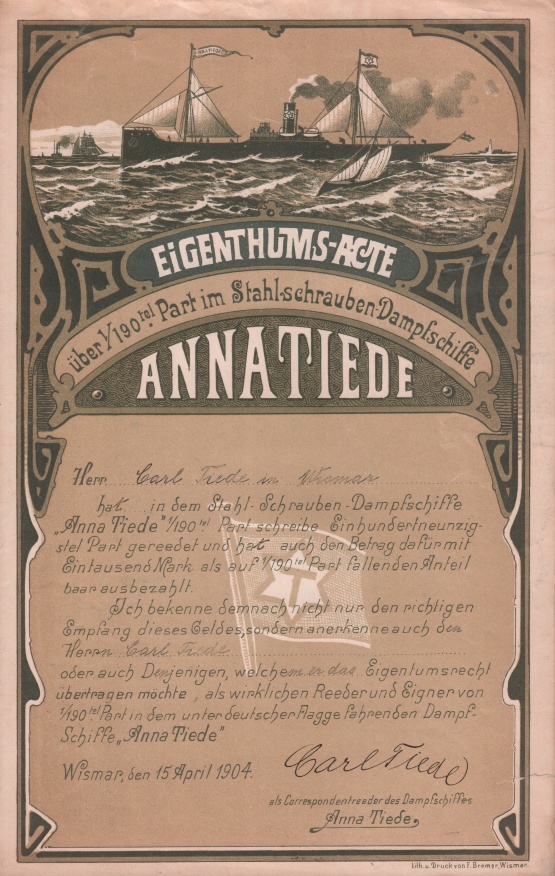 ANNA TIEDE
EIGENTHUMS-ACTE
über 1/190tel Part im Stahl-schrauben-Dampfschiffe
ANNA TIEDE
Herr Carl Tiede in Wismar
hat in dem Stahl-Schrauben-Dampfschiffe
„Anna Tiede" 1/190tel Part schreibe Einhundertneunzig-
stel Part gereedet und hat auch den Betrag dafür mit
Eintausend Mark als auf 1/190tel Part fallenden Anteil
baar ausbezahlt.
Ich bekenne demnach nicht nur den richtigen
Empfang dieses Geldes, sondern anerkenne auch den
Herrn Carl Tiede
oder auch Denjenigen, welchem er das Eigentumsrecht
übertragen möchte, als wirklichen Reeder und Eigner von
1/190tel Part in dem unter deutscher Flagge fahrenden Dampf-
Schiffe „Anna Tiede"
Wismar, den 15 April 1904.
Carl Tiede
als Correspondentreeder des Dampfschiffes
Anna Tiede,
Lith. u. Druck von F. Bremer, Wismar.